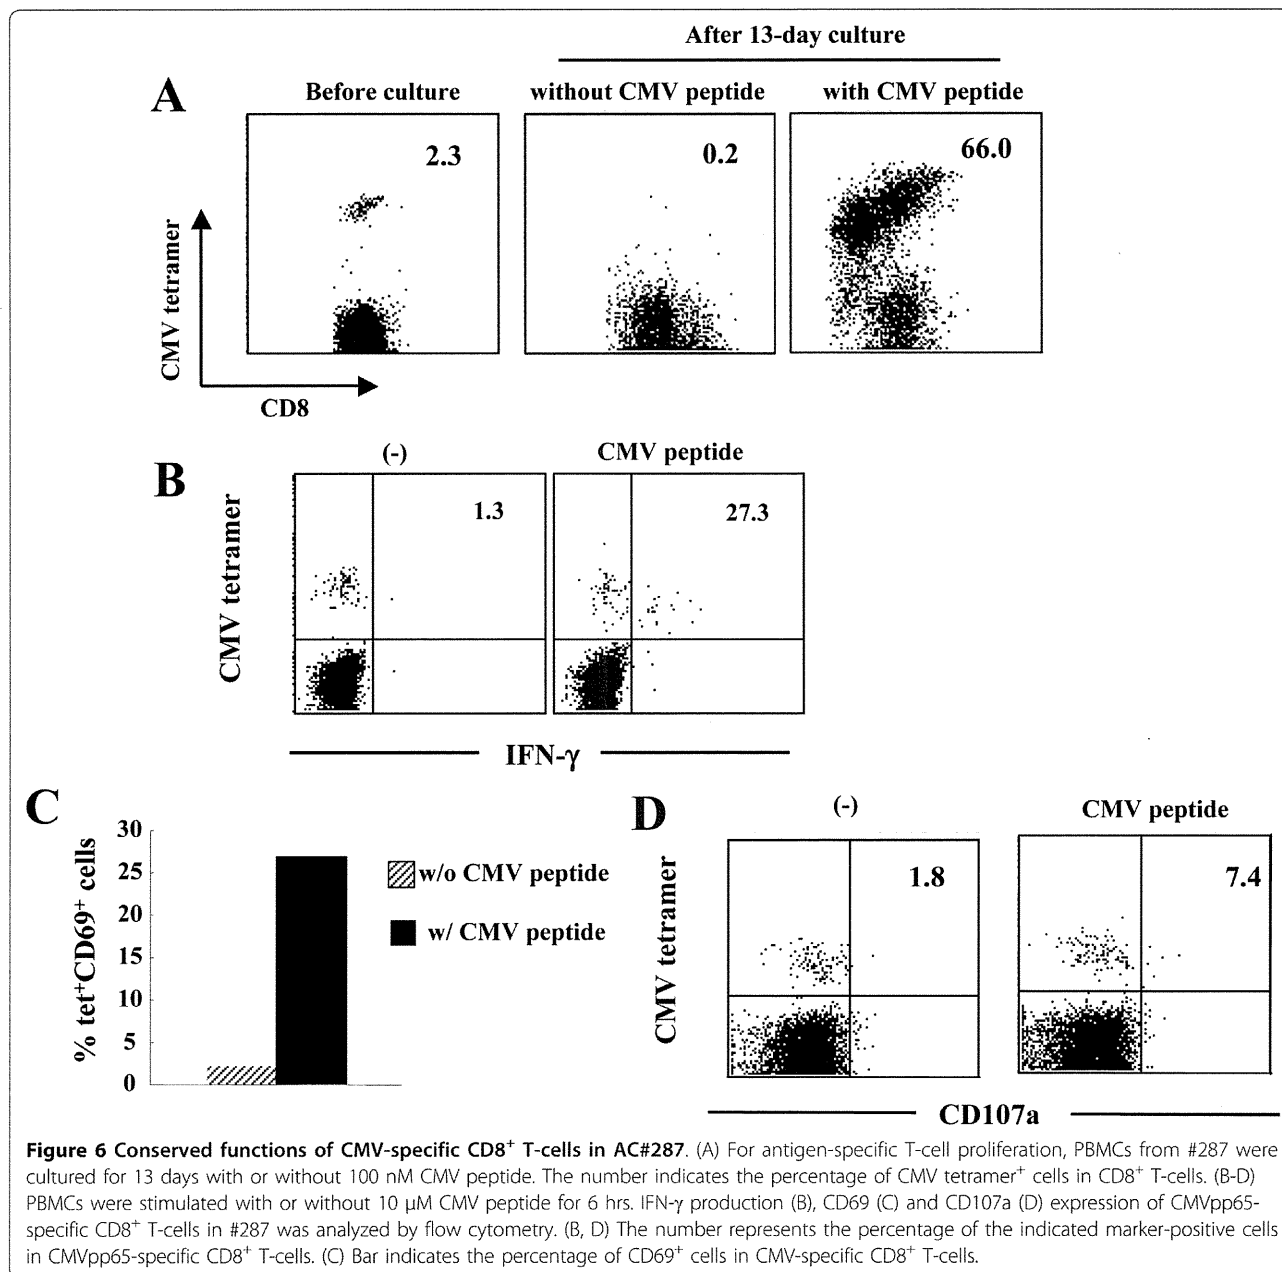 After 13-day culture
A
Before culture
without CMV peptide
with CMV peptide
2.3
0.2
66.0
CMV tetramer
CD8
B
(-)
CMV peptide
1.3
27.3
CMV tetramer
IFN-γ
C
30
25
20
15
10
5
0
% tet+CD69+ cells
w/o CMV peptide
w/ CMV peptide
D
(-)
CMV peptide
1.8
7.4
CMV tetramer
CD107a
Figure 6 Conserved functions of CMV-specific CD8+ T-cells in AC#287. (A) For antigen-specific T-cell proliferation, PBMCs from #287 were
cultured for 13 days with or without 100 nM CMV peptide. The number indicates the percentage of CMV tetramer+ cells in CD8+ T-cells. (B-D)
PBMCs were stimulated with or without 10 μM CMV peptide for 6 hrs. IFN-γ production (B), CD69 (C) and CD107a (D) expression of CMVpp65-
specific CD8+ T-cells in #287 was analyzed by flow cytometry. (B, D) The number represents the percentage of the indicated marker-positive cells
in CMVpp65-specific CD8+ T-cells. (C) Bar indicates the percentage of CD69+ cells in CMV-specific CD8+ T-cells.